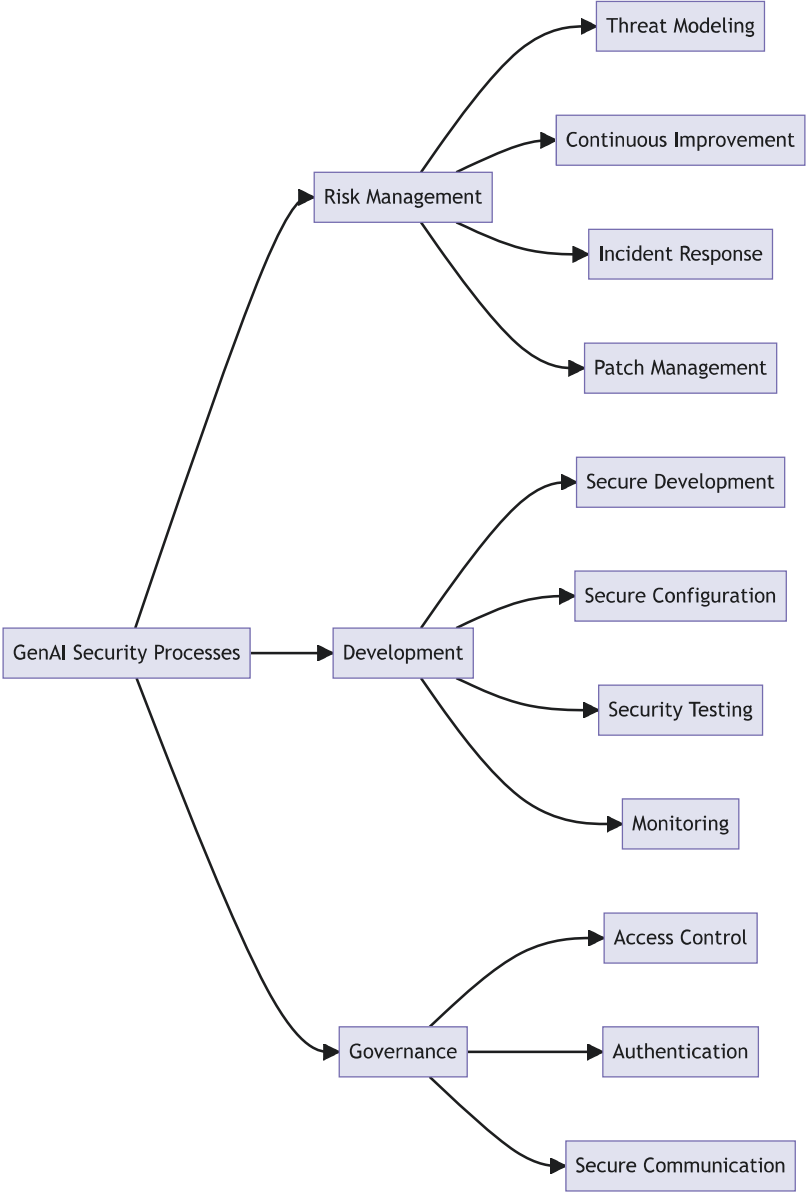 Threat Modeling
Continuous Improvement
Risk Management
Incident Response
Patch Management
Secure Development
Secure Configuration
GenAI Security Processes
Development
Security Testing
Monitoring
Access Control
Governance
Authentication
Secure Communication